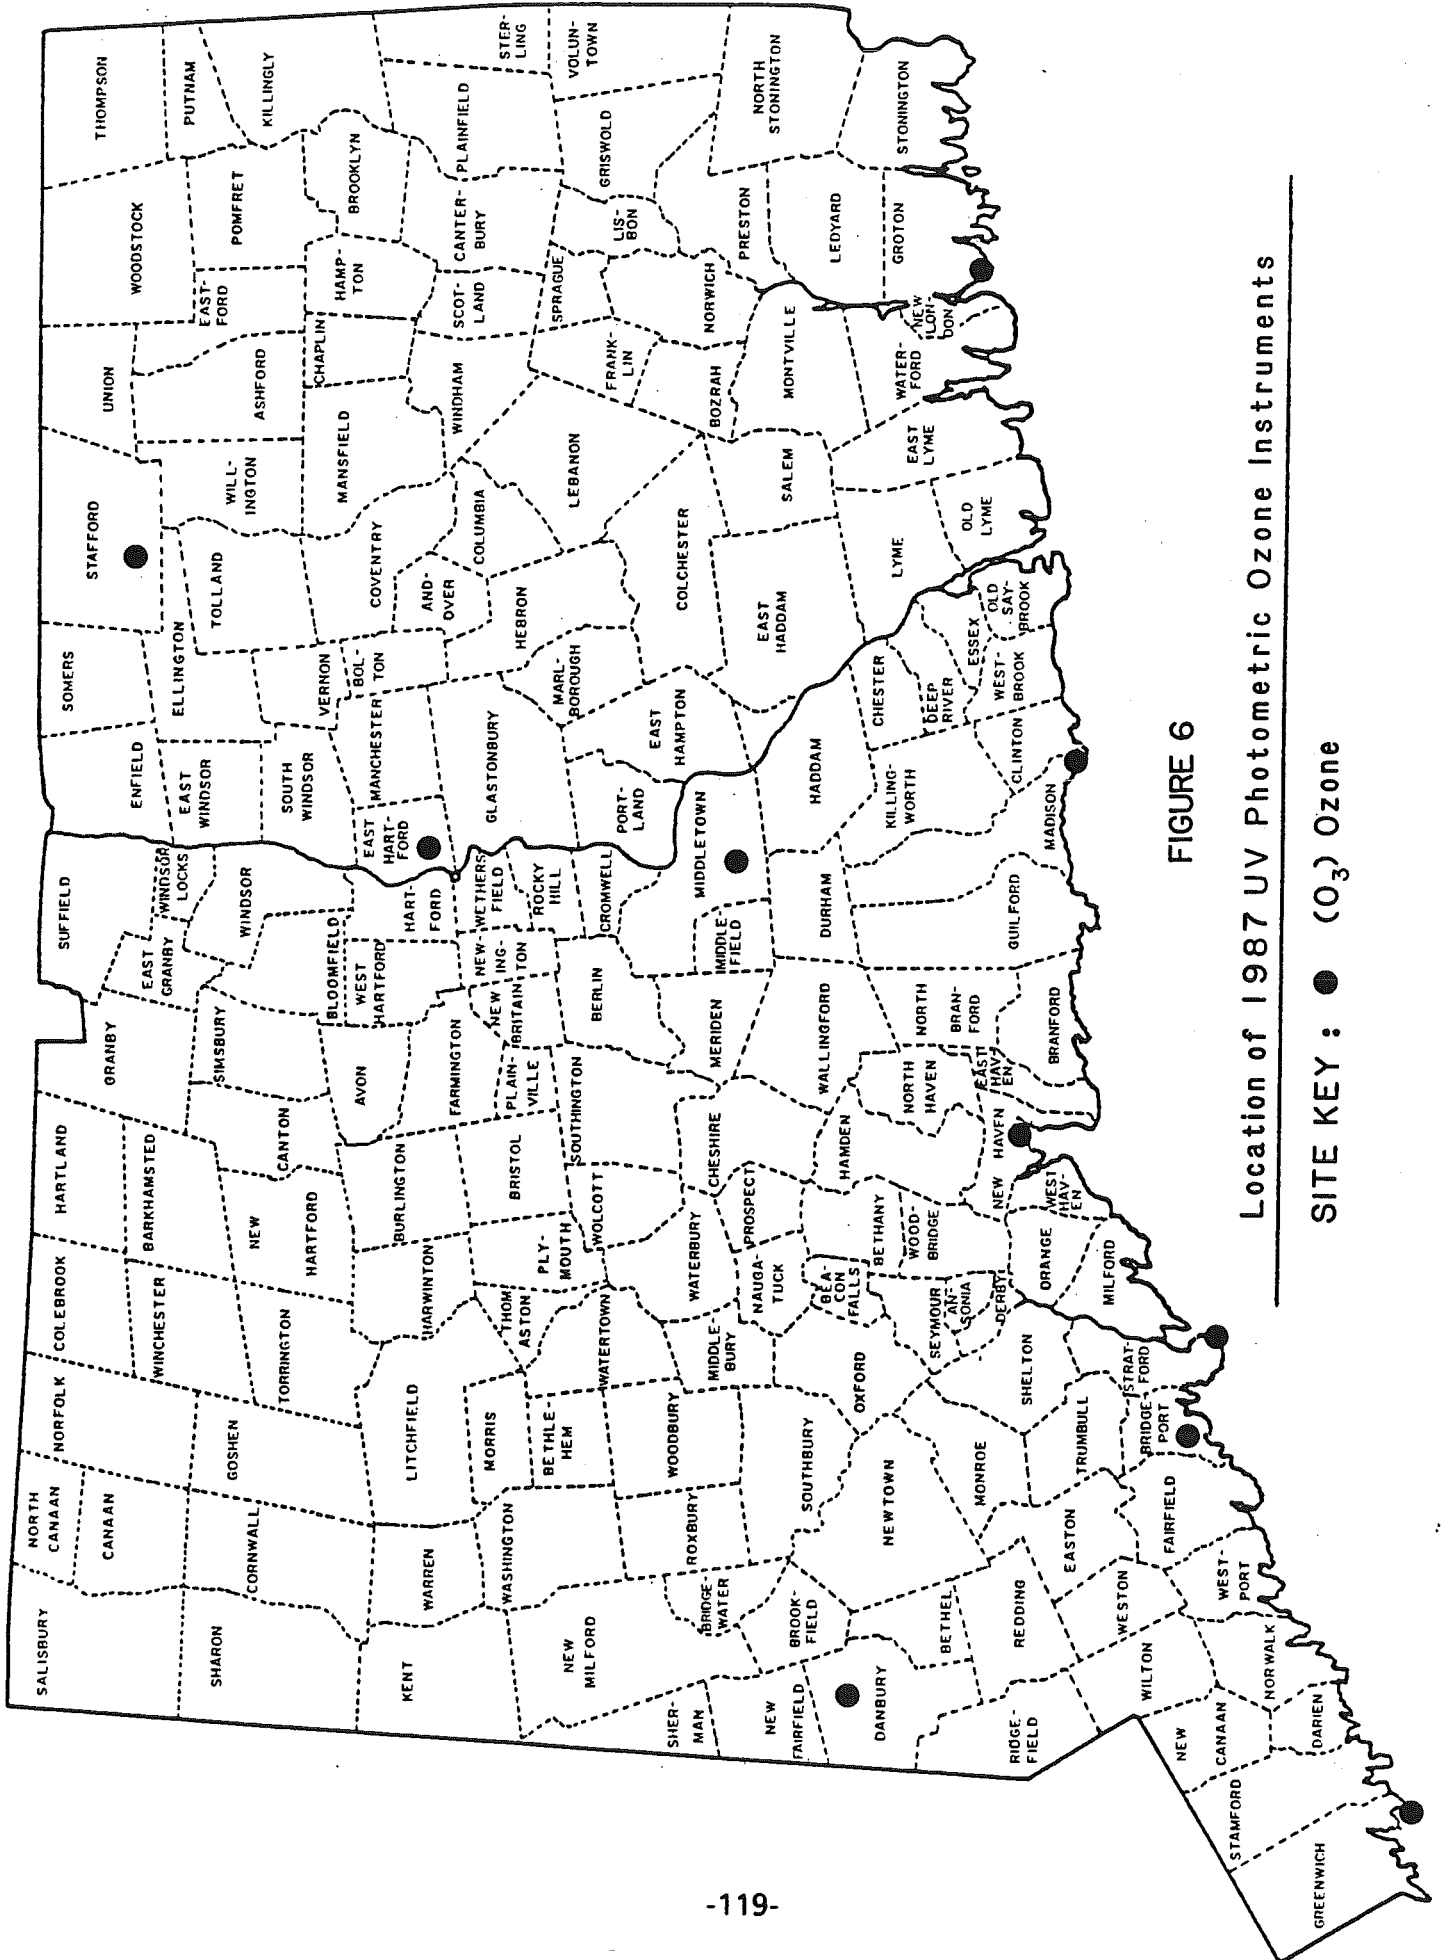 SALISBURY
NORTH
CANAAN
CANAAN
NORFOLK
COLEBROOK
HARTLAND
GRANBY
SUFFIELD
ENFIELD
SOMERS
STAFFORD
UNION
WOODSTOCK
THOMPSON
SHARON
CORNWALL
GOSHEN
WINCHESTER
BARKHAMSTED
EAST
GRANBY
WINDSOR
LOCKS
EAST
WINDSOR
ELLINGTON
TOLLAND
WILL-
INGTON
ASHFORD
EAST-
FORD
POMFRET
PUTNAM
KILLINGLY
TORRINGTON
NEW
HARTFORD
CANTON
SIMSBURY
WINDSOR
BLOOMFIELD
SOUTH
WINDSOR
VERNON
MANSFIELD
CHAPLIN
HAMP-
TON
BROOKLYN
KENT
WARREN
LITCHFIELD
HARWINTON
BURLINGTON
AVON
WEST
HARTFORD
HART-
FORD
EAST
HART-
FORD
MANCHESTER
BOL-
TON
COVENTRY
AND-
OVER
COLUMBIA
WINDHAM
SCOT-
LAND
CANTER-
BURY
PLAINFIELD
STER-
LING
WASHINGTON
MORRIS
BETHLE-
HEM
THOM
ASTON
PLY-
MOUTH
BRISTOL
FARMINGTON
PLAIN-
VILLE
NEW
BRITAIN
NEW-
ING-
TON
WETHERS
FIELD
ROCKY
HILL
GLASTONBURY
HEBRON
MARL-
BOROUGH
LEBANON
FRANK-
LIN
SPRAGUE
LIS-
BON
GRISWOLD
VOLUN-
TOWN
NEW
MILFORD
ROXBURY
WOODBURY
WATERTOWN
WOLCOTT
SOUTHINGTON
BERLIN
CROMWELL
PORT-
LAND
EAST
HAMPTON
COLCHESTER
BOZRAH
NORWICH
PRESTON
NORTH
STONINGTON
SHER-
MAN
BRIDGE-
WATER
MIDDLE-
BURY
WATERBURY
CHESHIRE
MERIDEN
MIDDLE
FIELD
MIDDLETOWN
EAST
HADDAM
SALEM
MONTVILLE
LEDYARD
NEW
FAIRFIELD
BROOK-
FIELD
SOUTHBURY
OXFORD
NAUGA-
TUCK
PROSPECT
BEA-
CON
FALLS
BETHANY
HAMDEN
WALLINGFORD
DURHAM
HADDAM
CHESTER
LYME
EAST
LYME
WATER-
FORD
NEW
LON-
DON
GROTON
STONINGTON
DANBURY
BETHEL
NEWTOWN
MONROE
SHELTON
SEYMOUR
AN-
SONIA
DERBY
WOOD-
BRIDGE
NEW HAVEN
NORTH
HAVEN
EAST
HAV-
EN
NORTH
BRAN-
FORD
GUILFORD
KILLING-
WORTH
DEEP
RIVER
ESSEX
OLD
LYME
RIDGE-
FIELD
REDDING
EASTON
TRUMBULL
ORANGE
WEST
HAV-
EN
BRANFORD
MADISON
CLINTON
WEST-
BROOK
OLD
SAY-
BROOK
NEW
CANAAN
WILTON
WESTON
FAIRFIELD
BRIDGE-
PORT
STRAT-
FORD
MILFORD
GREENWICH
STAMFORD
DARIEN
NORWALK
WEST-
PORT
FIGURE 6
Location of 1987 UV Photometric Ozone Instruments
SITE KEY: ● (O₃) Ozone
-119-